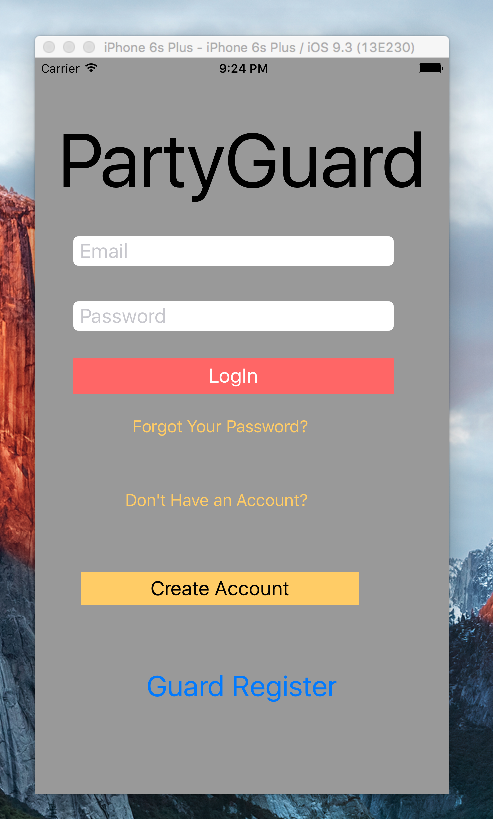 iPhone 6s Plus - iPhone 6s Plus / iOS 9.3 (13E230)
Carrier 9:24 PM
PartyGuard
Email
Password
LogIn
Forgot Your Password?
Don't Have an Account?
Create Account
Guard Register